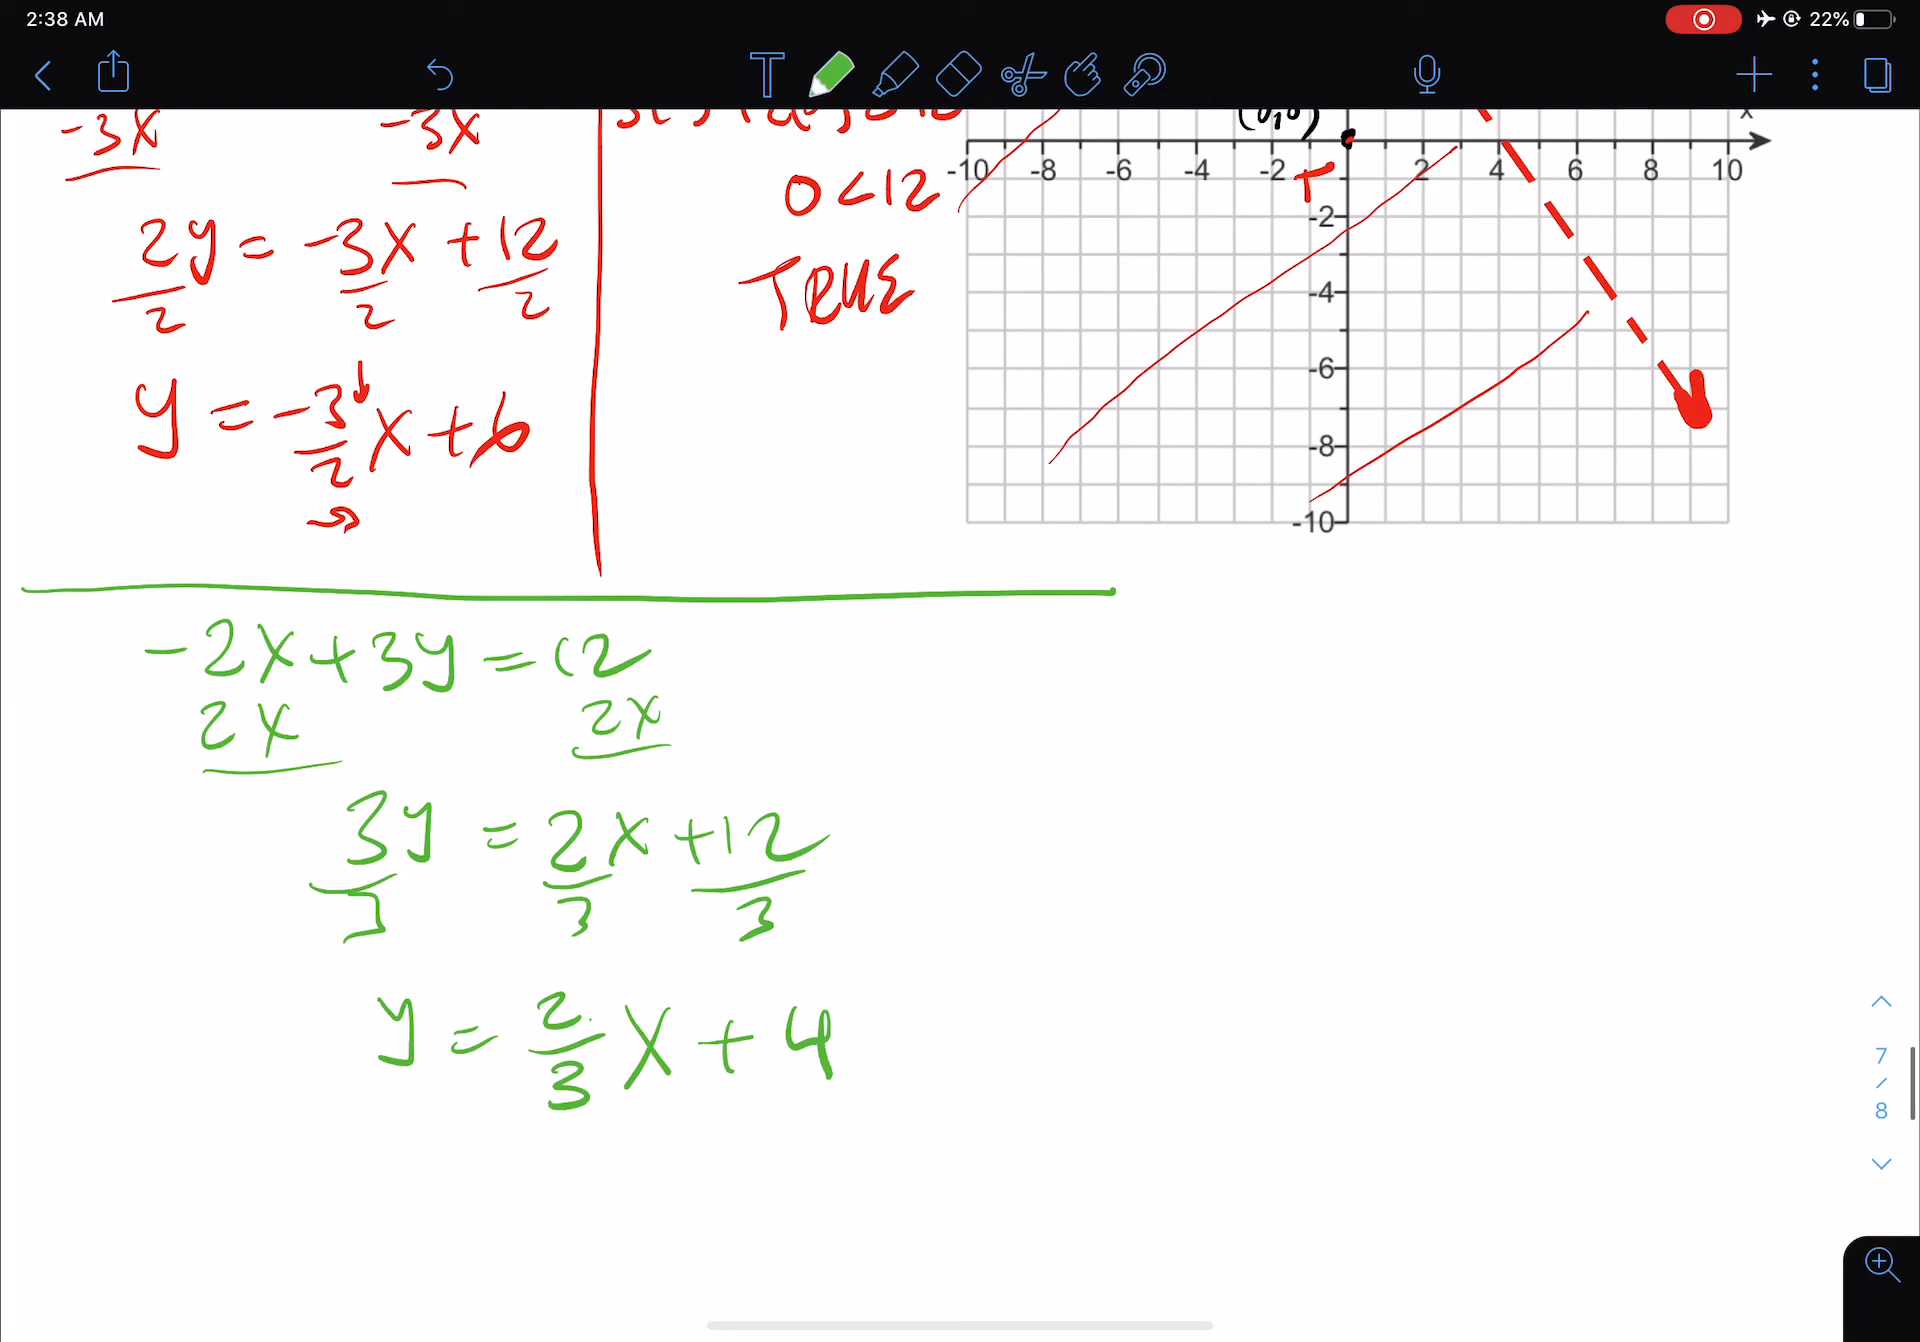 2:38 AM
22%
-3x -3x
(0,0)
x
-10 -8 -6 -4 -2 2 4 6 8 10
0<12
T
-2
2y = -3x +12
2 2 2
TRUE
-4
-6
y = -3/2 x +6
-8
-10
-2x+3y=12
2x 2x
3y = 2x +12
3 3 3
y = 2/3 x + 4
7
/
8